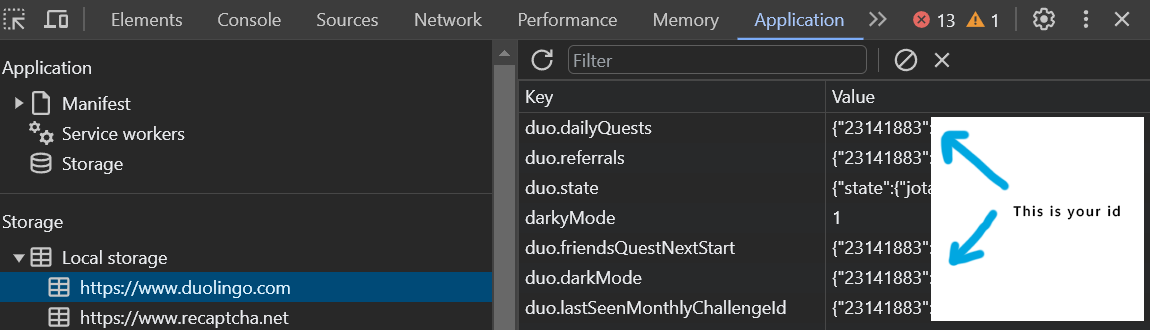 Elements Console Sources Network Performance Memory Application 13 1
Application
Manifest
Service workers
Storage
Storage
Local storage
https://www.duolingo.com
https://www.recaptcha.net
Filter
Key Value
duo.dailyQuests {"23141883":
duo.referrals {"23141883":
duo.state {"state":{"jota
darkyMode 1
duo.friendsQuestNextStart {"23141883":
duo.darkMode {"23141883":
duo.lastSeenMonthlyChallengeId {"23141883":
This is your id